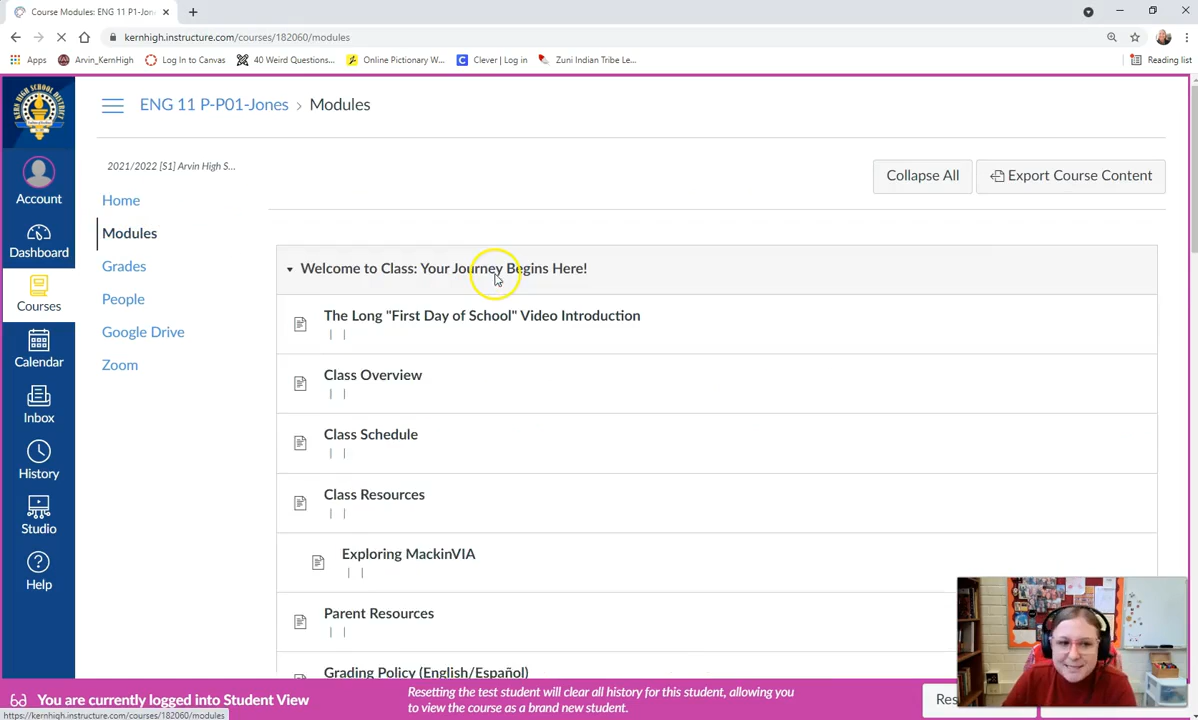 Course Modules: ENG 11 P1-Jon
kernhigh.instructure.com/courses/182060/modules
Apps
Arvin_KernHigh
Log In to Canvas
40 Weird Questions...
Online Pictionary W...
Clever | Log in
Zuni Indian Tribe Le...
Reading list
ENG 11 P-P01-Jones › Modules
2021/2022 [S1] Arvin High S...
Collapse All
Export Course Content
Account
Dashboard
Courses
Calendar
Inbox
History
Studio
Help
Home
Modules
Grades
People
Google Drive
Zoom
Welcome to Class: Your Journey Begins Here!
The Long "First Day of School" Video Introduction
| |
Class Overview
| |
Class Schedule
| |
Class Resources
| |
Exploring MackinVIA
| |
Parent Resources
| |
Grading Policy (English/Español)
You are currently logged into Student View
Resetting the test student will clear all history for this student, allowing you
to view the course as a brand new student.
Res
https://kernhigh.instructure.com/courses/182060/modules